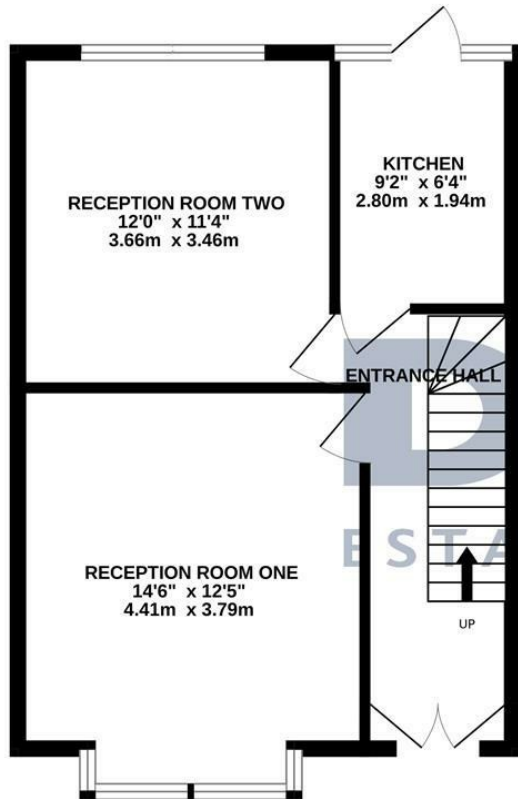 KITCHEN
9'2" x 6'4"
2.80m x 1.94m
RECEPTION ROOM TWO
12'0" x 11'4"
3.66m x 3.46m
ENTRANCE HALL
D
ESTA
RECEPTION ROOM ONE
14'6" x 12'5"
4.41m x 3.79m
UP